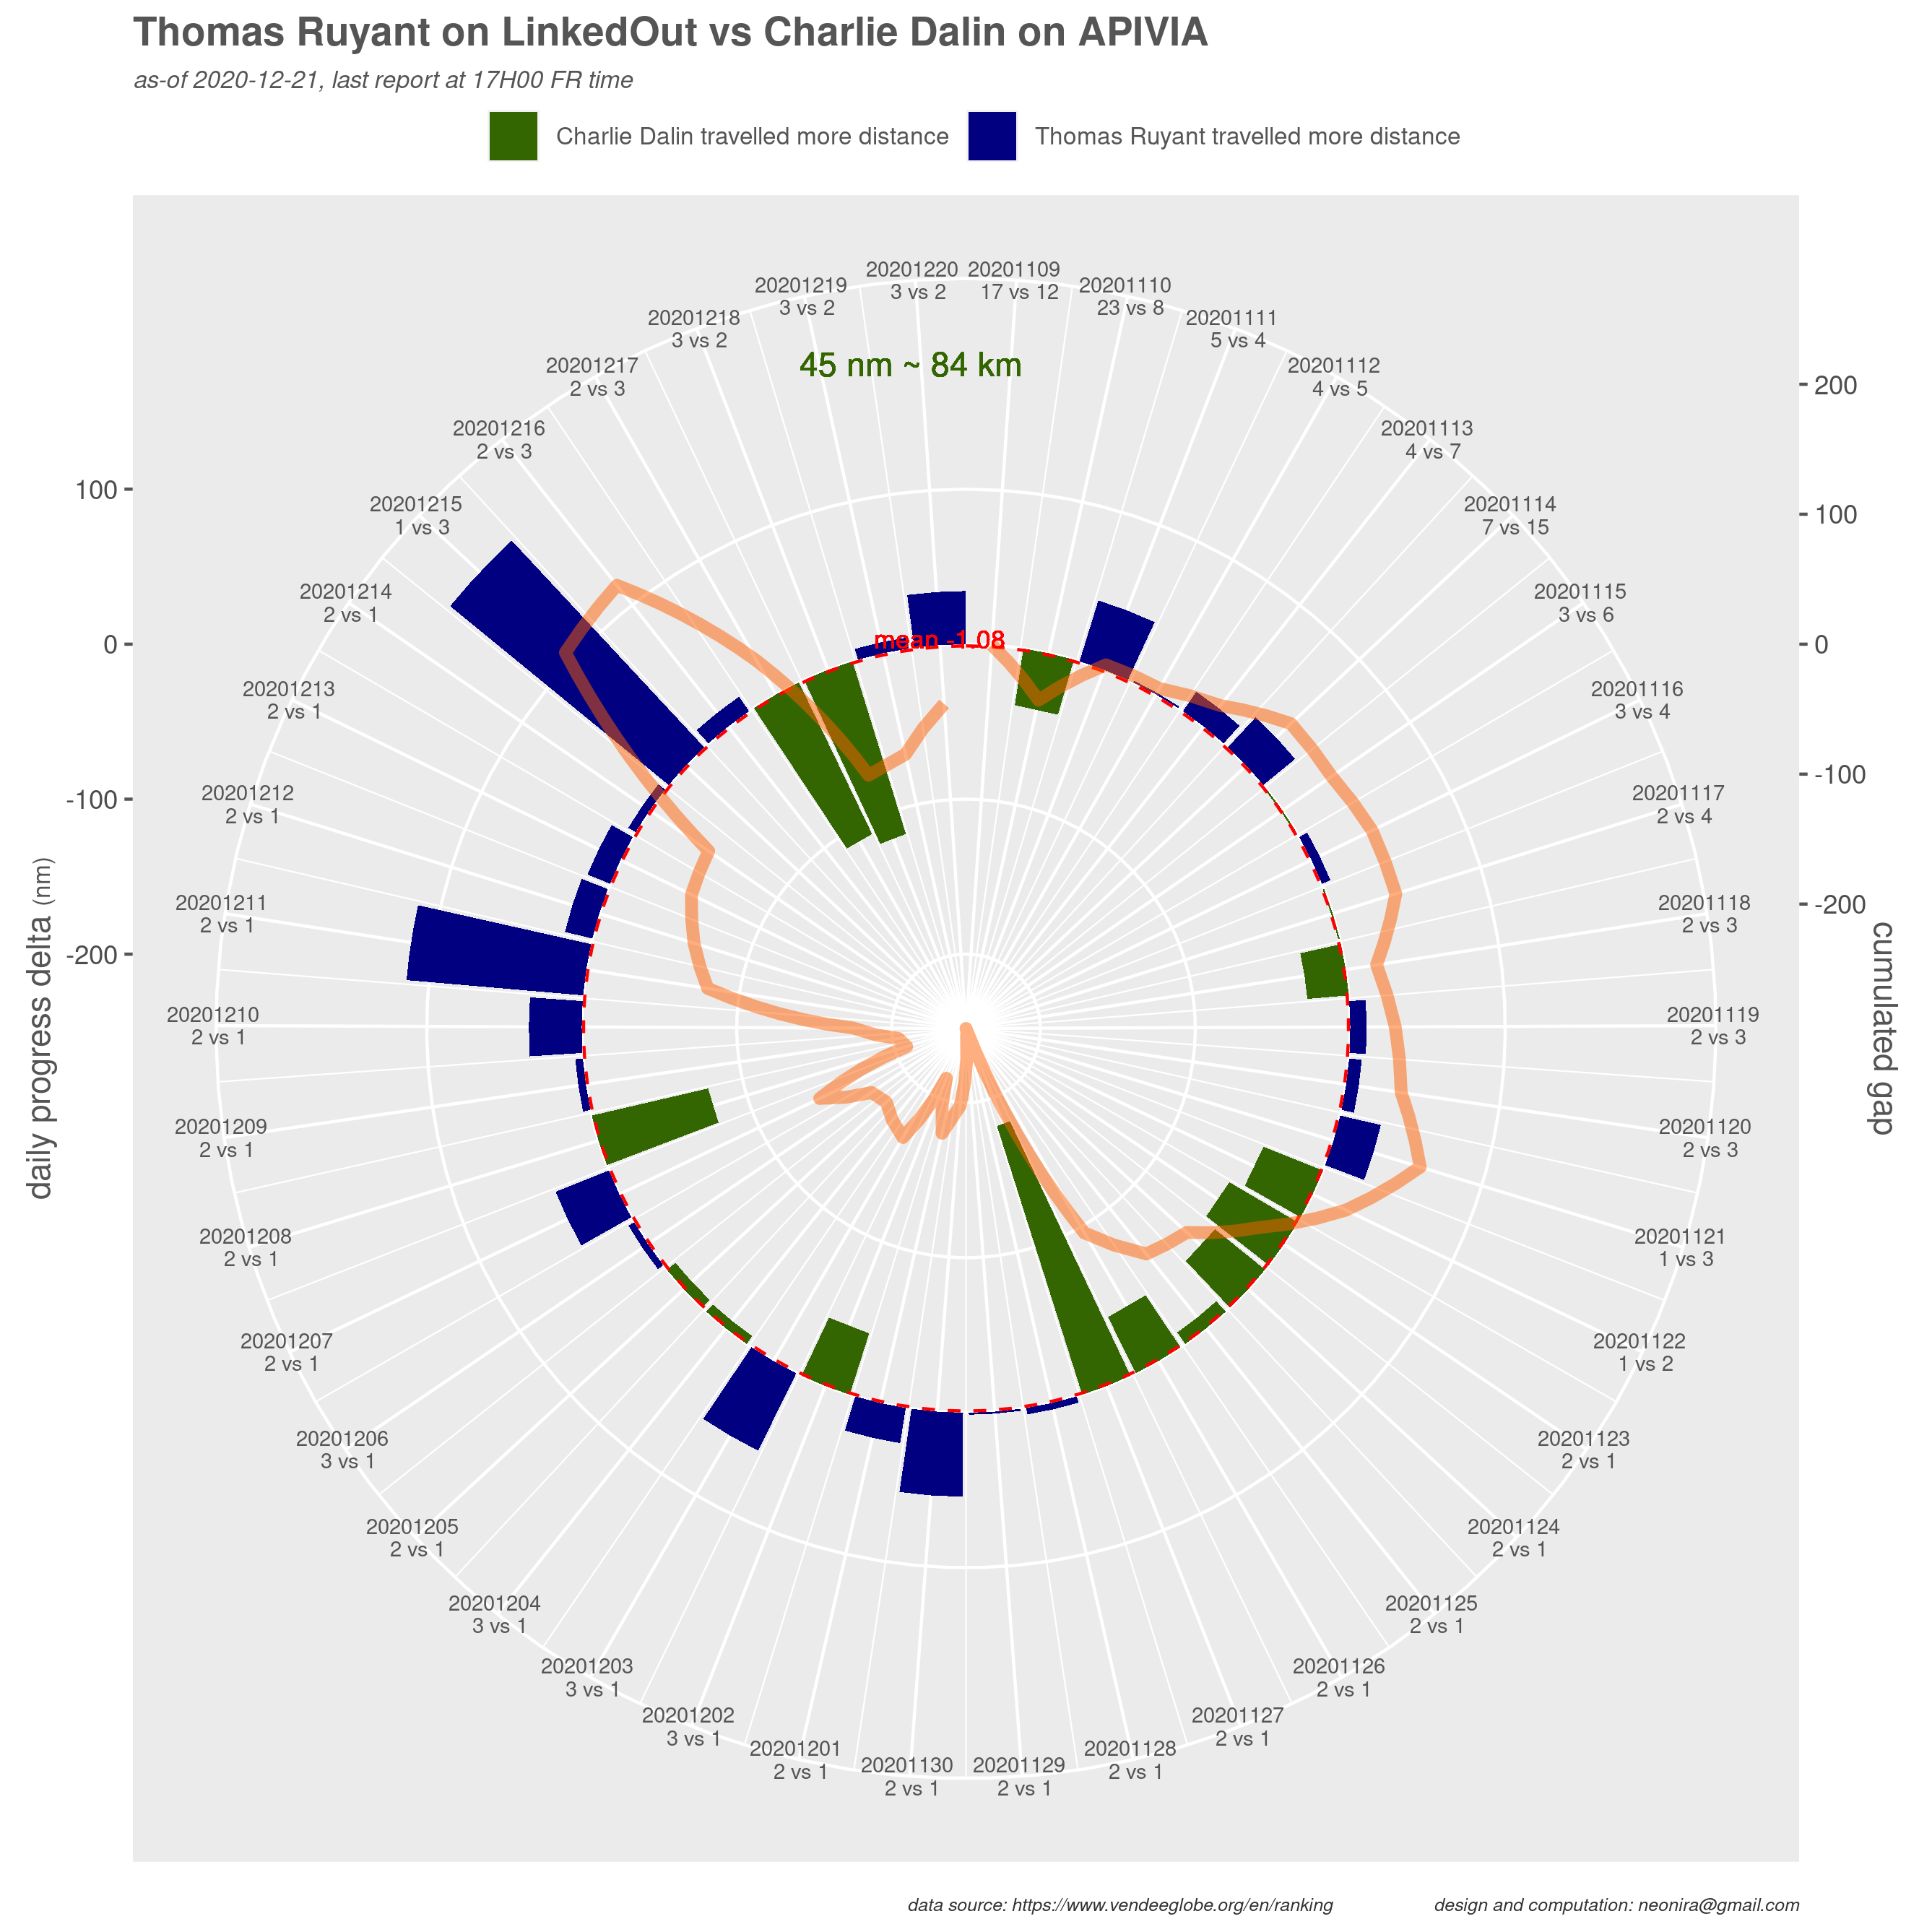 Thomas Ruyant on LinkedOut vs Charlie Dalin on APIVIA
as-of 2020-12-21, last report at 17H00 FR time
Charlie Dalin travelled more distance
Thomas Ruyant travelled more distance
20201109
17 vs 12
20201110
23 vs 8
20201111
5 vs 4
20201112
4 vs 5
20201113
4 vs 7
20201114
7 vs 15
20201115
3 vs 6
20201116
3 vs 4
20201117
2 vs 4
20201118
2 vs 3
20201119
2 vs 3
20201120
2 vs 3
20201121
1 vs 3
20201122
1 vs 2
20201123
2 vs 1
20201124
2 vs 1
20201125
2 vs 1
20201126
2 vs 1
20201127
2 vs 1
20201128
2 vs 1
20201129
2 vs 1
20201130
2 vs 1
20201201
2 vs 1
20201202
3 vs 1
20201203
3 vs 1
20201204
3 vs 1
20201205
2 vs 1
20201206
3 vs 1
20201207
2 vs 1
20201208
2 vs 1
20201209
2 vs 1
20201210
2 vs 1
20201211
2 vs 1
20201212
2 vs 1
20201213
2 vs 1
20201214
2 vs 1
20201215
1 vs 3
20201216
2 vs 3
20201217
2 vs 3
20201218
3 vs 2
20201219
3 vs 2
20201220
3 vs 2
45 nm ~ 84 km
mean -1.08
100
0
-100
-200
daily progress delta (nm)
200
100
0
-100
-200
cumulated gap
data source: https://www.vendeeglobe.org/en/ranking
design and computation: neonira@gmail.com